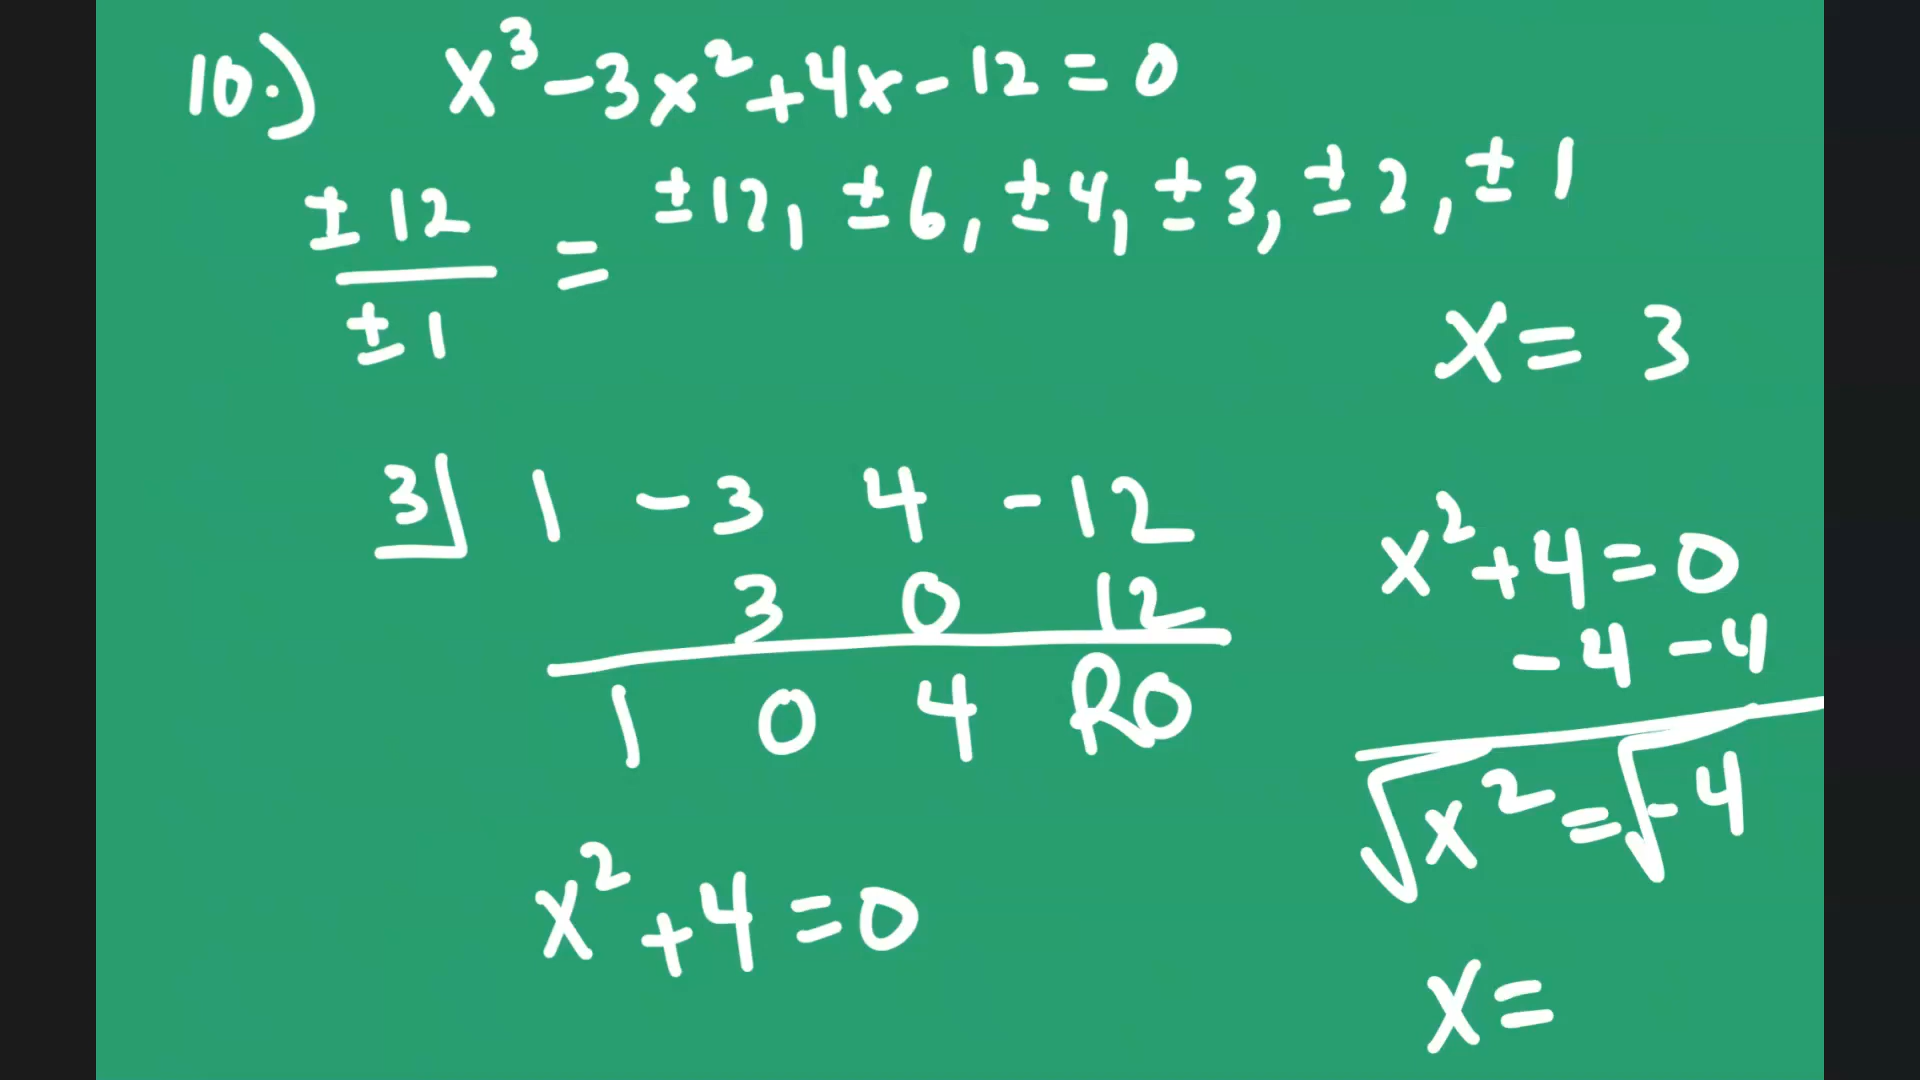 10.) x³-3x²+4x-12=0
±12/±1 = ±12, ±6, ±4, ±3, ±2, ±1
x= 3
3 1 -3 4 -12
3 0 12
1 0 4 R0
x²+4=0
x²+4=0
-4 -4
√x²=√-4
x=